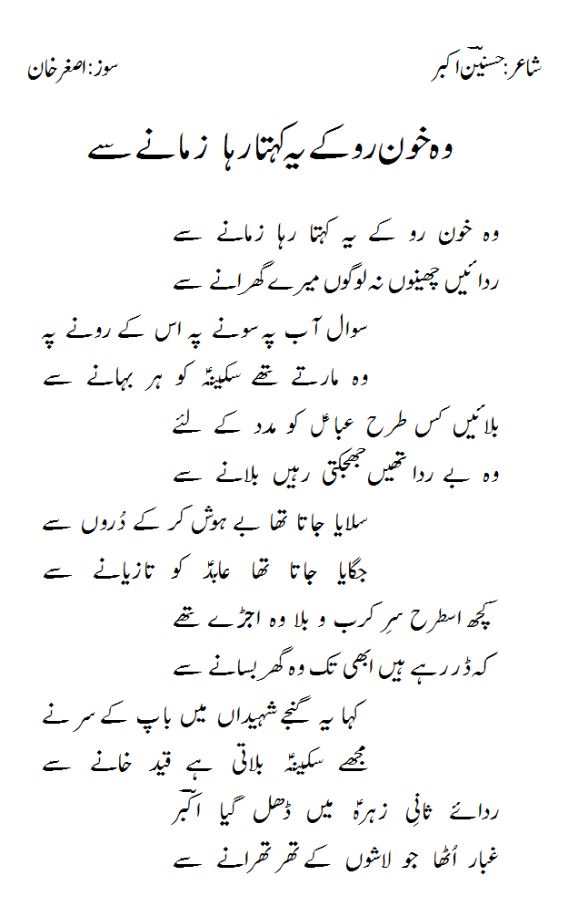 شاعر: حسنین اکبر سوز: اصغر خان
وہ خون رو کے یہ کہتا رہا زمانے سے
وہ خون رو کے یہ کہتا رہا زمانے سے
ردائیں چھینوں نہ لوگوں میرے گھرانے سے
سوال آب پہ سونے پہ اس کے رونے پہ
وہ مارتے تھے سکینہؑ کو ہر بہانے سے
بلائیں کس طرح عباسؑ کو مدد کے لئے
وہ بے ردا تھیں جھجکتی رہیں بلانے سے
سلایا جاتا تھا بے ہوش کر کے دُروں سے
جگایا جاتا تھا عابدؑ کو تازیانے سے
کچھ اسطرح سرِ کرب و بلا وہ اجڑے تھے
کہ ڈر رہے ہیں ابھی تک وہ گھر بسانے سے
کہا یہ گنجے شہیداں میں باپ کے سر نے
مجھے سکینہؑ بلاتی ہے قید خانے سے
ردائے ثانیِ زہرہؑ میں ڈھل گیا اکبرؔ
غبار اُٹھا جو لاشوں کے تھر تھرانے سے